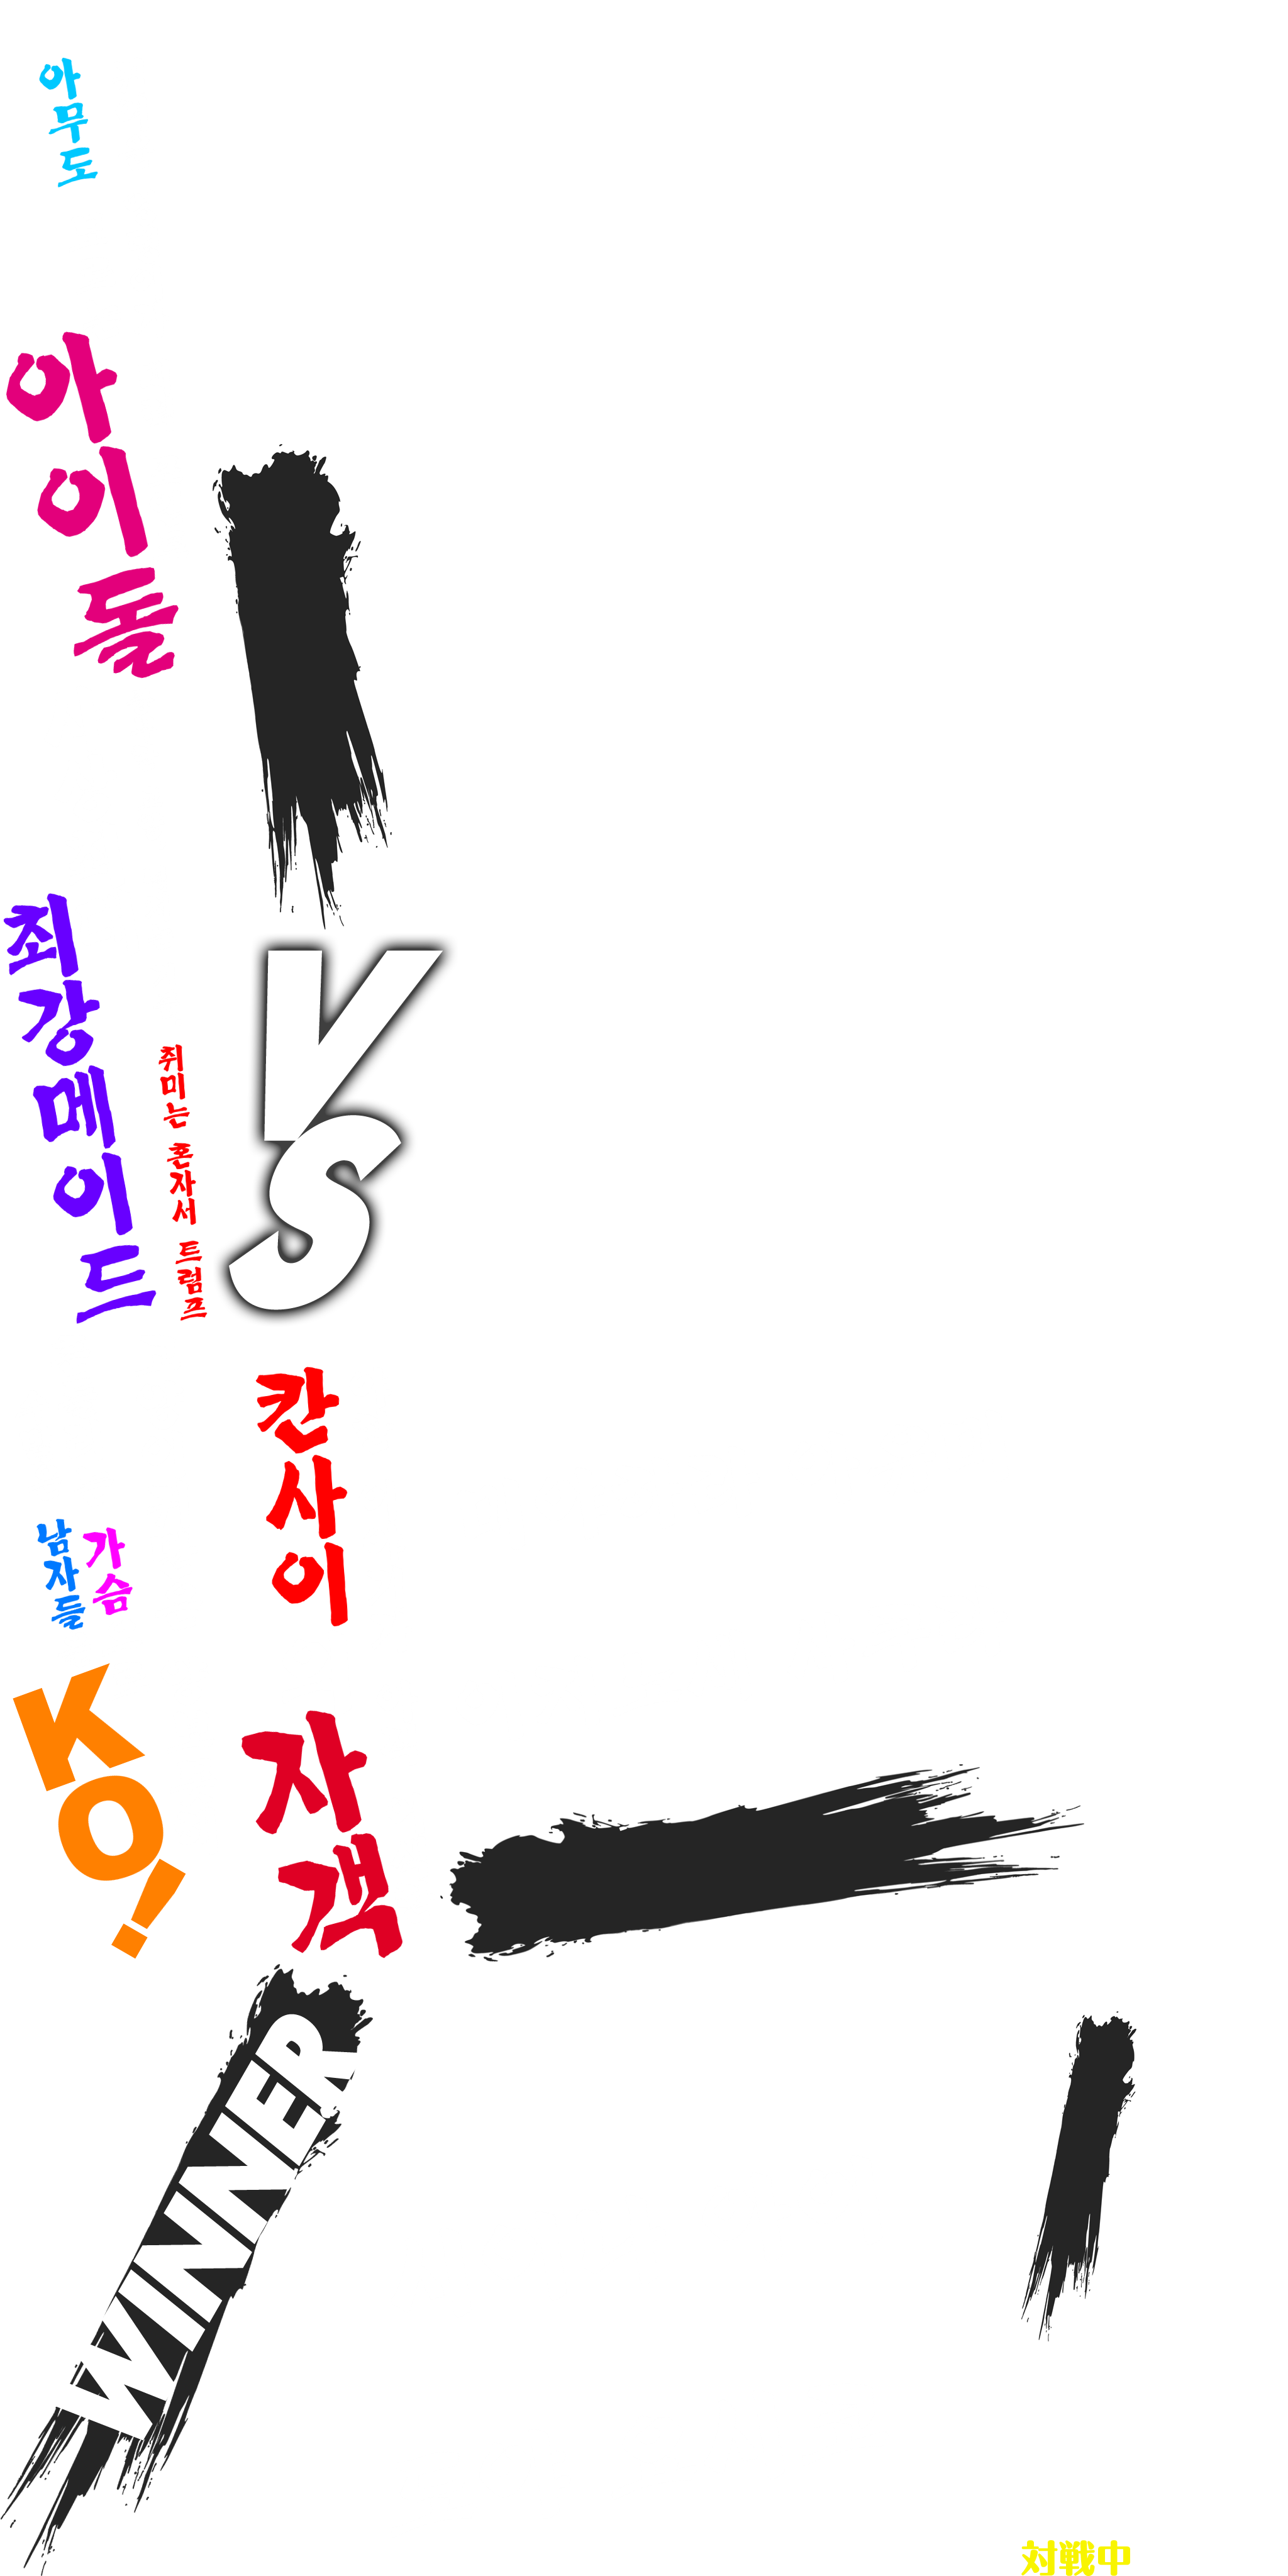 아무도
아이돌
최강메이드
취미는 혼자서 트럼프
VS
칸사이
남자들
가슴
KO!
자객
WINNER
対戦中